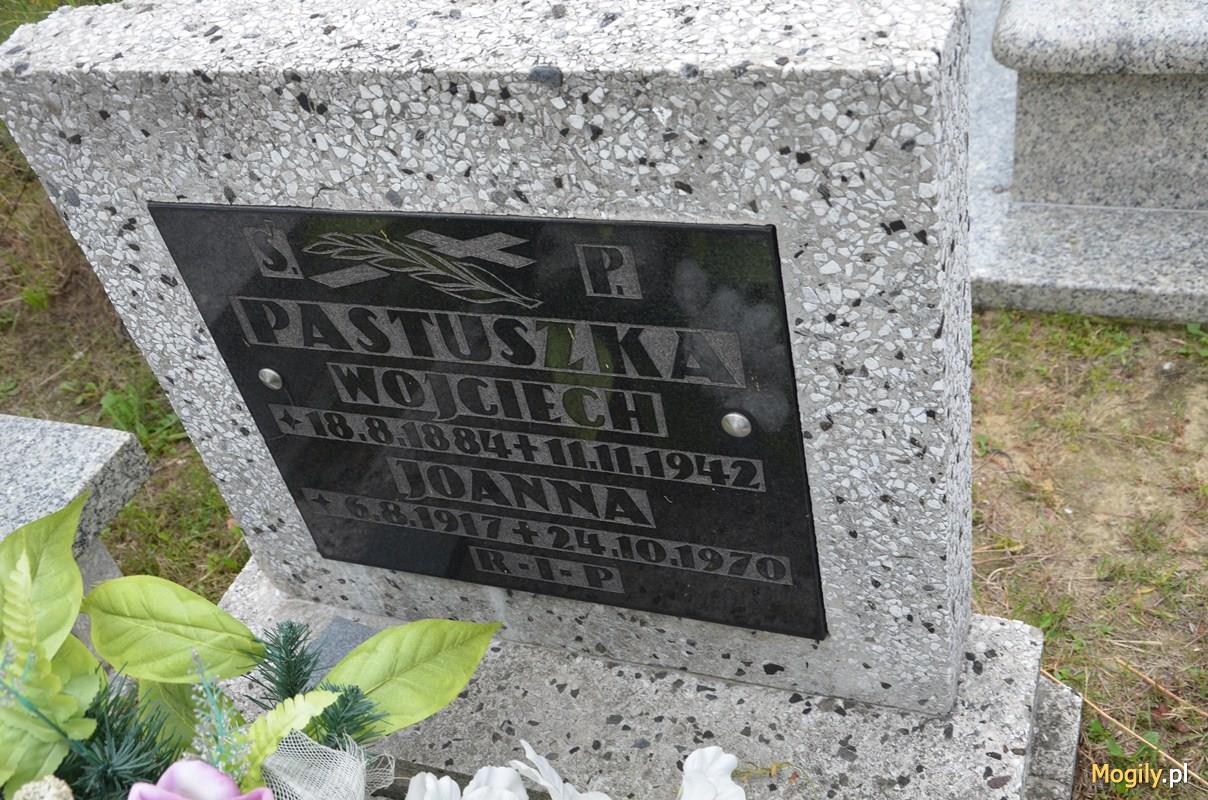 Ś. P.
PASTUSZKA
WOJCIECH
18.8.1884 + 11.11.1942
JOANNA
6.8.1917 + 24.10.1970
R-I-P
Mogily.pl